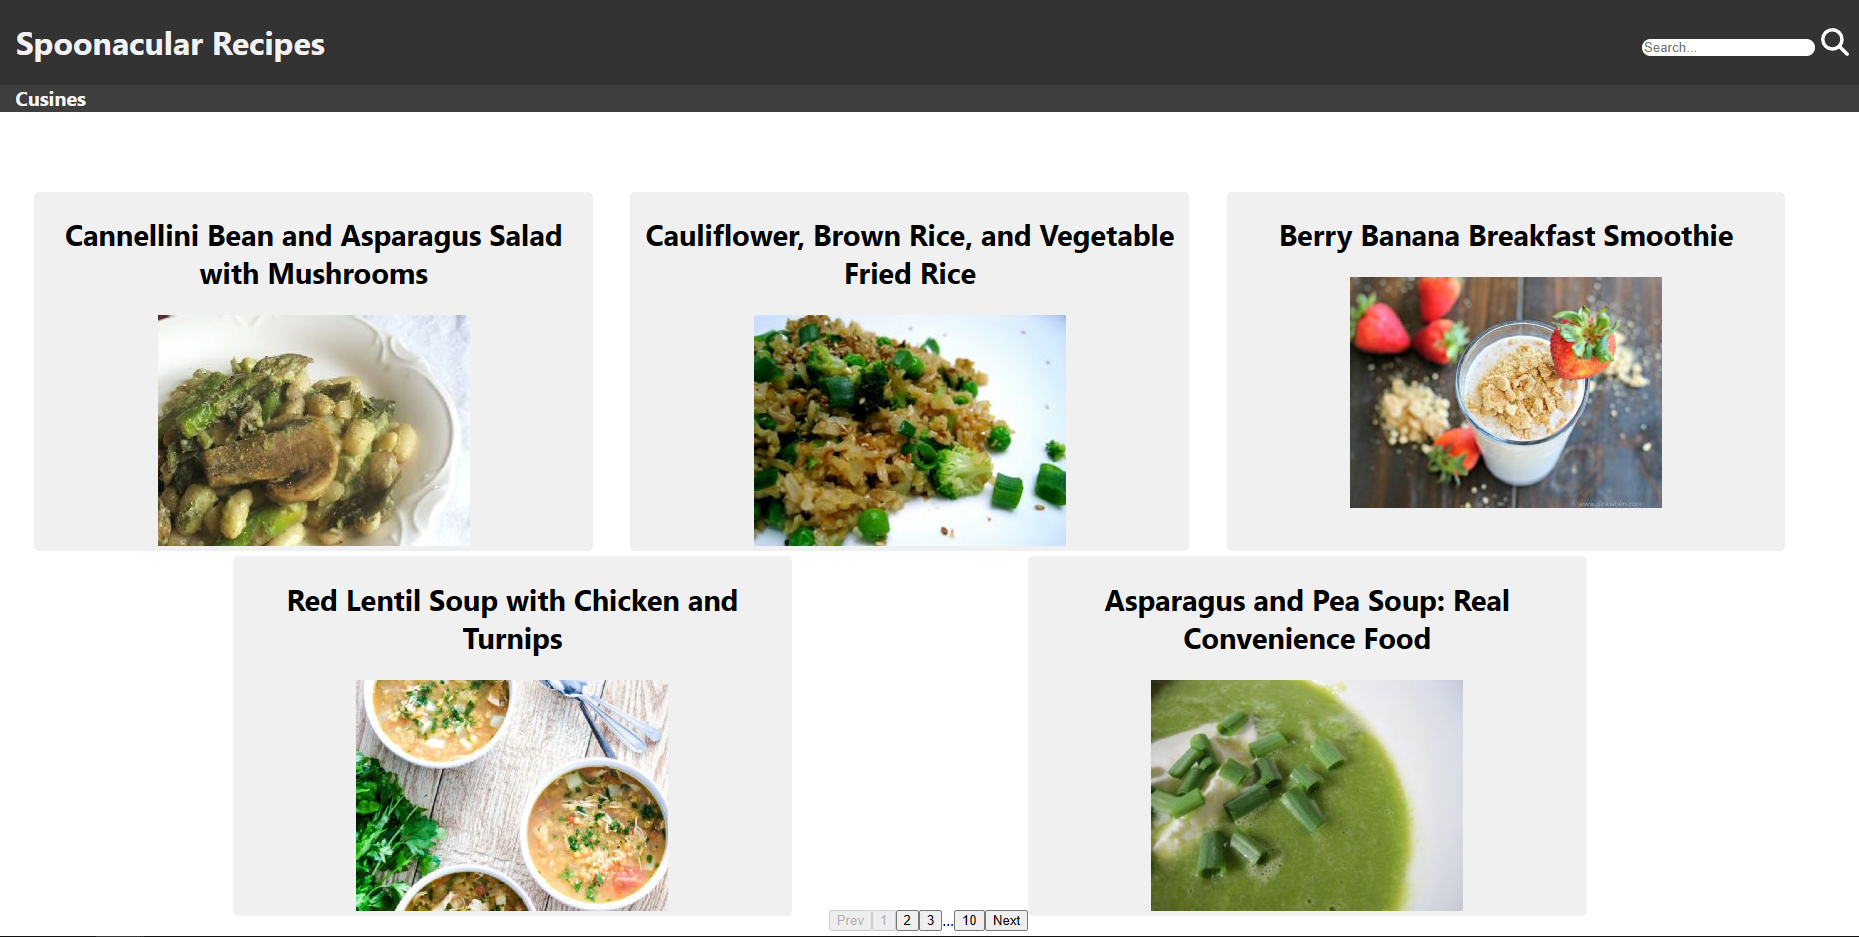 Spoonacular Recipes
Search...
Cusines
Cannellini Bean and Asparagus Salad
with Mushrooms
Cauliflower, Brown Rice, and Vegetable
Fried Rice
Berry Banana Breakfast Smoothie
Red Lentil Soup with Chicken and
Turnips
Asparagus and Pea Soup: Real
Convenience Food
Prev 1 2 3 ... 10 Next